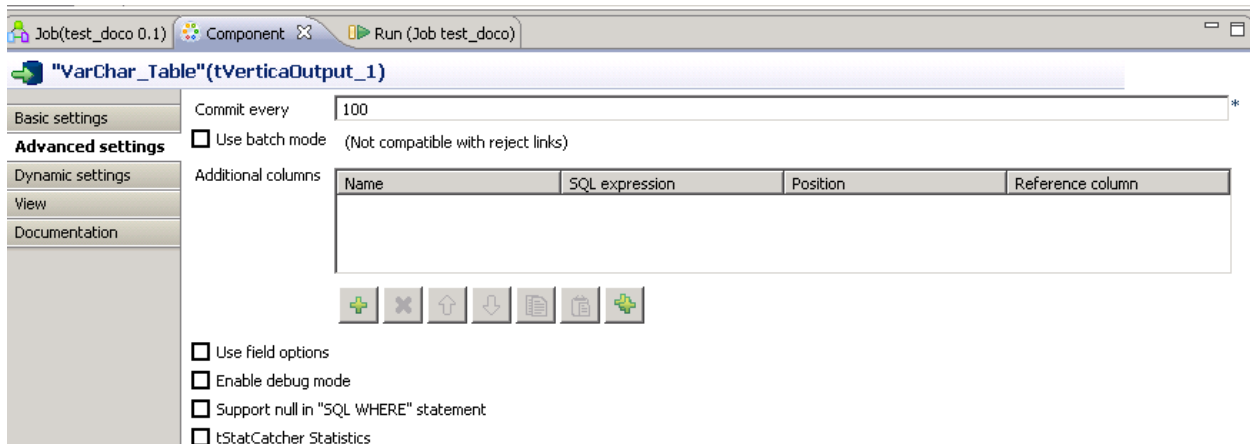 Job(test_doco 0.1) Component Run (Job test_doco)
"VarChar_Table"(tVerticaOutput_1)
Basic settings
Advanced settings
Dynamic settings
View
Documentation
Commit every 100 *
Use batch mode (Not compatible with reject links)
Additional columns
Name SQL expression Position Reference column
Use field options
Enable debug mode
Support null in "SQL WHERE" statement
tStatCatcher Statistics